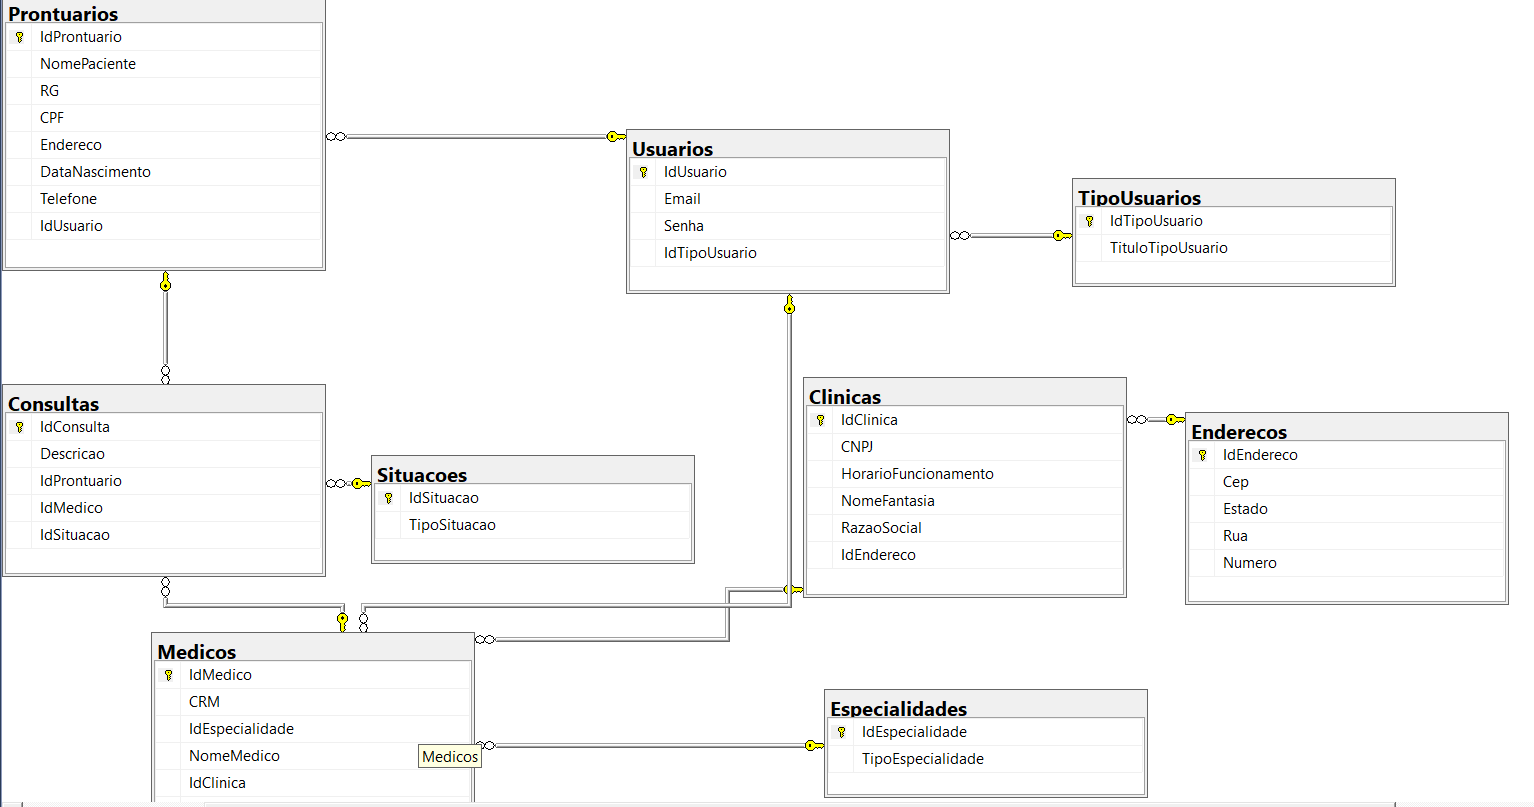 Prontuarios
IdProntuario
NomePaciente
RG
CPF
Endereco
DataNascimento
Telefone
IdUsuario
Usuarios
IdUsuario
Email
Senha
IdTipoUsuario
TipoUsuarios
IdTipoUsuario
TituloTipoUsuario
Consultas
IdConsulta
Descricao
IdProntuario
IdMedico
IdSituacao
Situacoes
IdSituacao
TipoSituacao
Clinicas
IdClinica
CNPJ
HorarioFuncionamento
NomeFantasia
RazaoSocial
IdEndereco
Enderecos
IdEndereco
Cep
Estado
Rua
Numero
Medicos
IdMedico
CRM
IdEspecialidade
NomeMedico
IdClinica
Medicos
Especialidades
IdEspecialidade
TipoEspecialidade